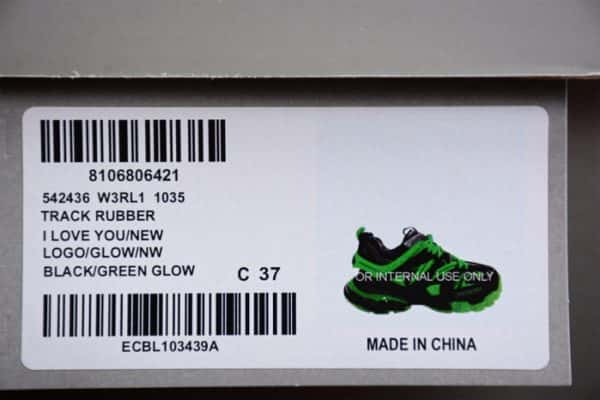 8106806421
542436 W3RL1 1035
TRACK RUBBER
I LOVE YOU/NEW
LOGO/GLOW/NW
BLACK/GREEN GLOW C 37
ECBL103439A
OR INTERNAL USE ONLY
MADE IN CHINA